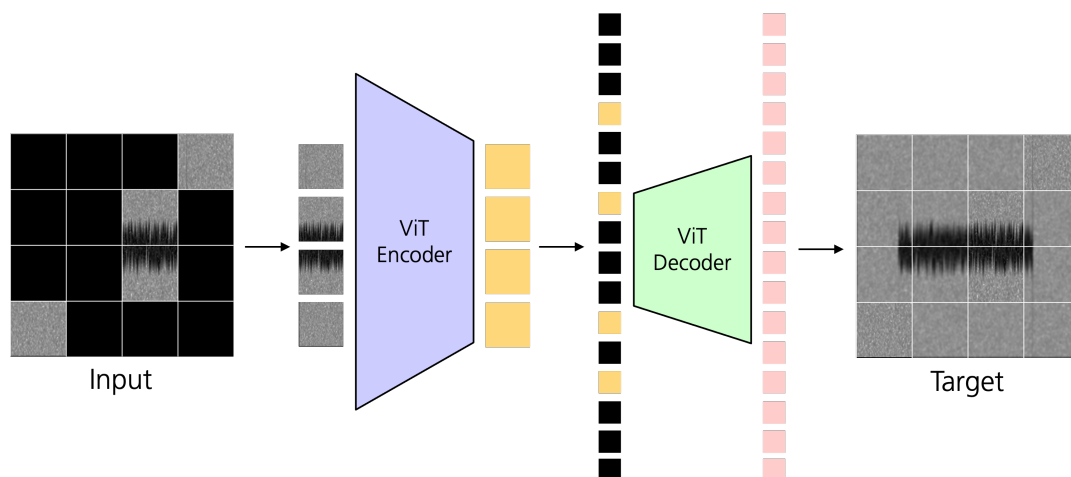 Input
ViT
Encoder
ViT
Decoder
Target